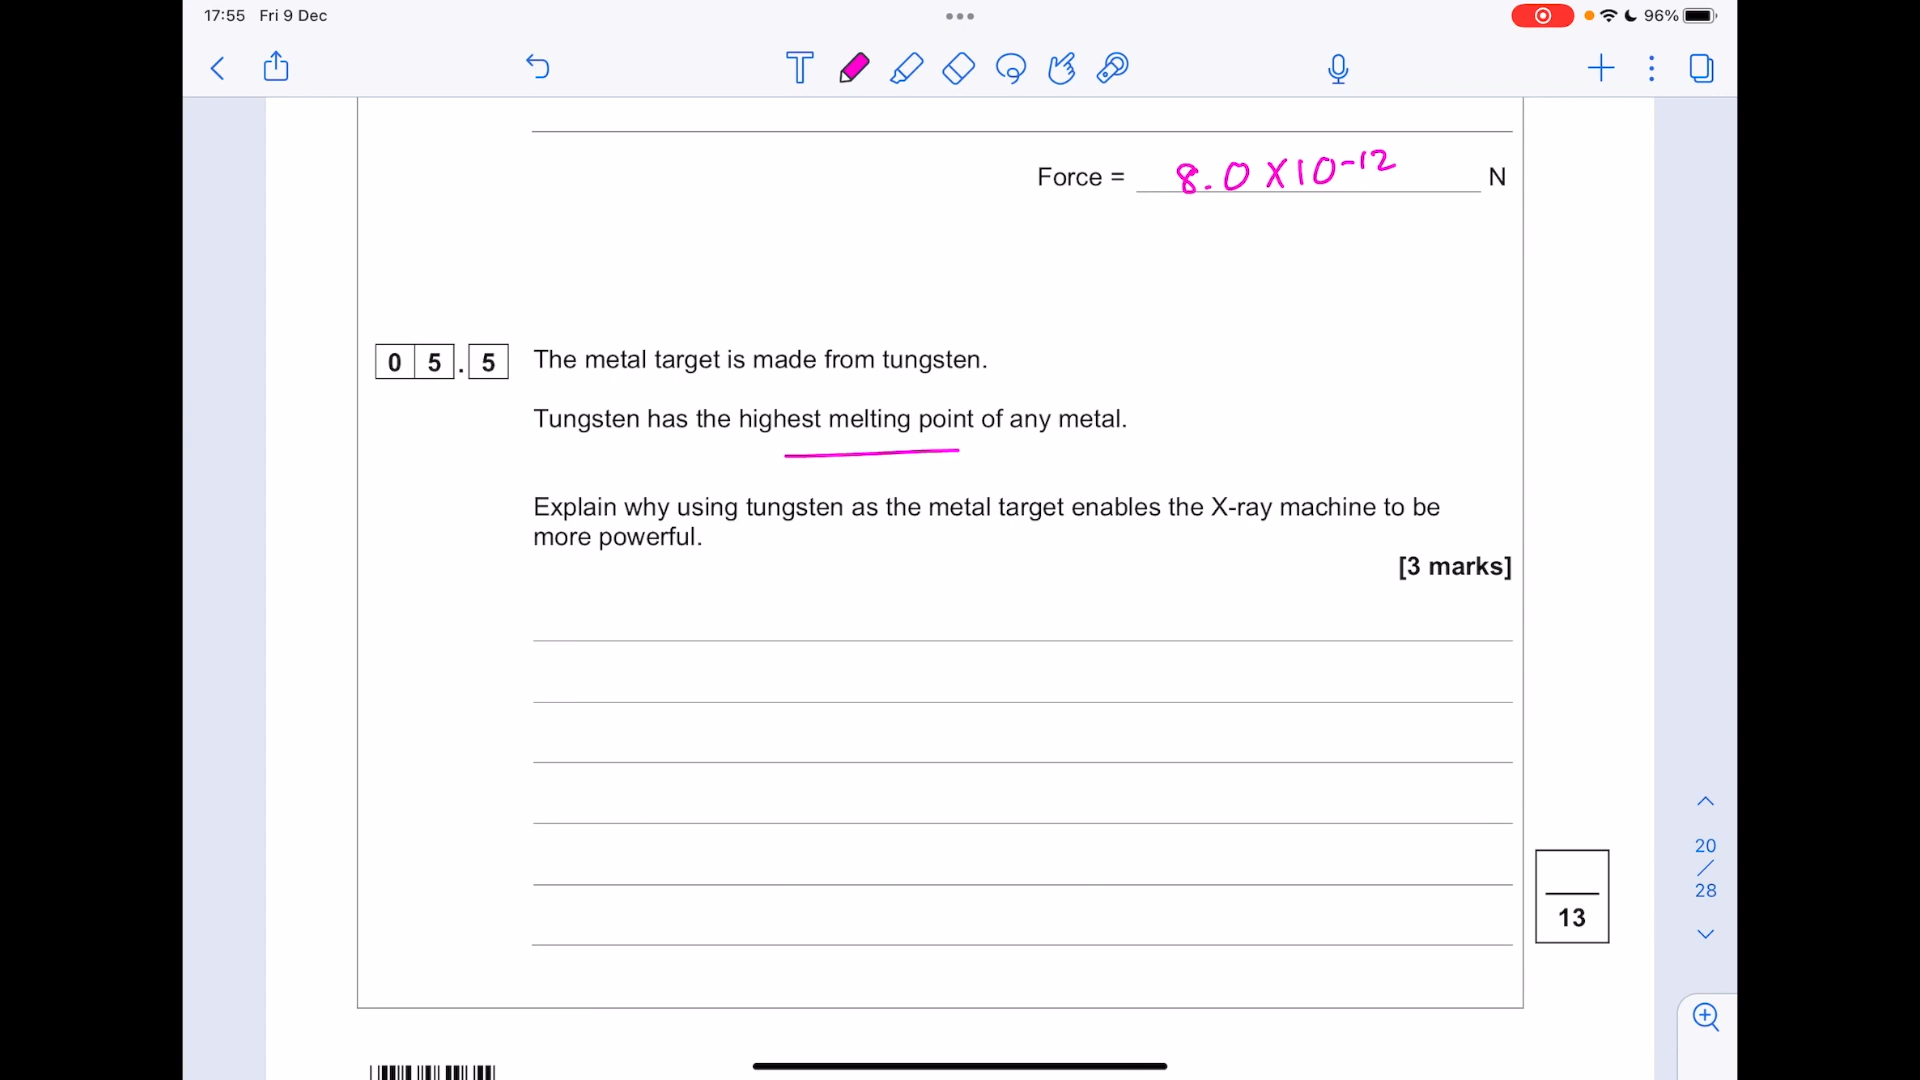 17:55 Fri 9 Dec
96%
Force = 8.0 X10-12 N
0 5 . 5 The metal target is made from tungsten.
Tungsten has the highest melting point of any metal.
Explain why using tungsten as the metal target enables the X-ray machine to be
more powerful.
[3 marks]
20
/
28
13